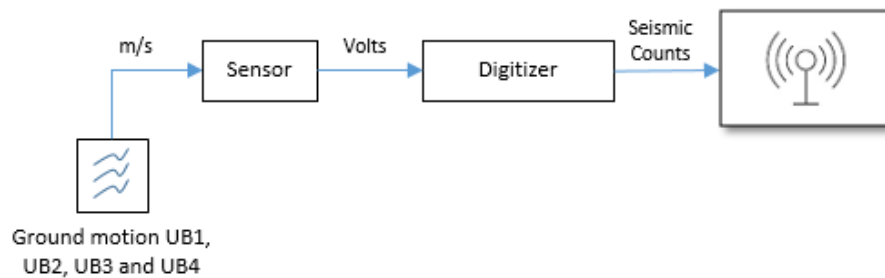 m/s
Sensor
Volts
Digitizer
Seismic
Counts
Ground motion UB1,
UB2, UB3 and UB4